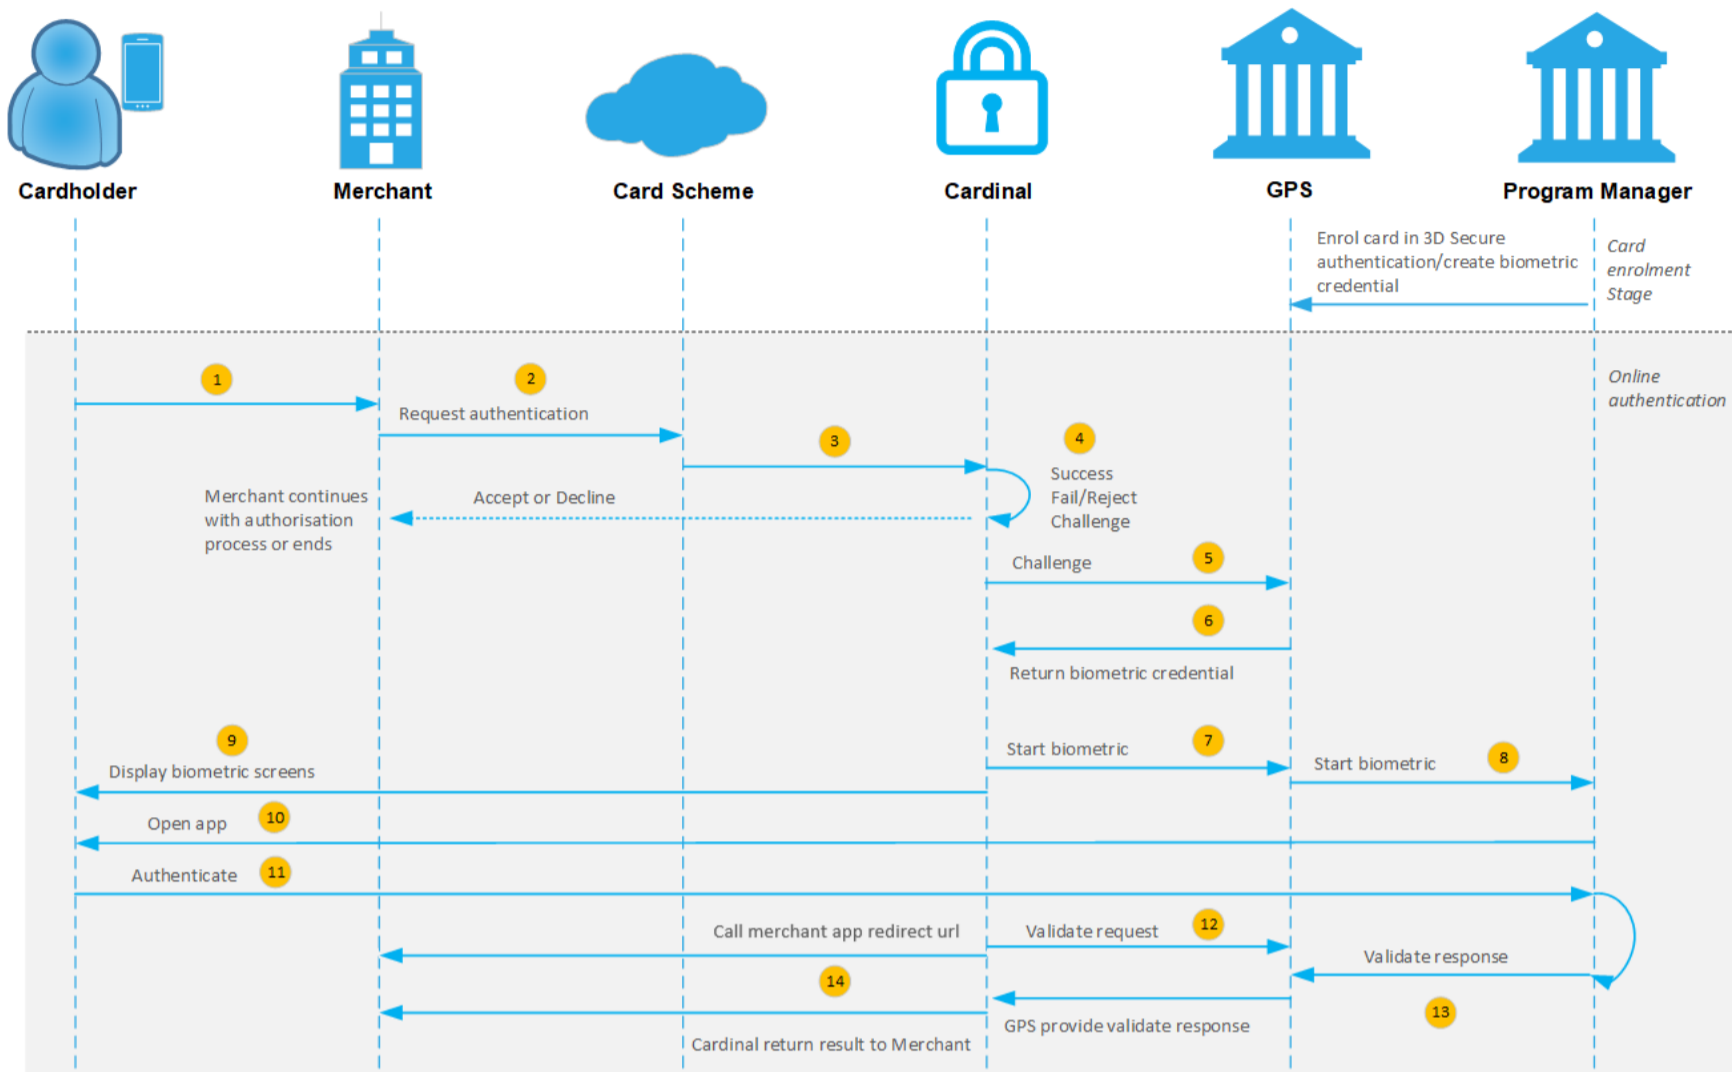 Cardholder
Merchant
Card Scheme
Cardinal
GPS
Program Manager
Enrol card in 3D Secure
authentication/create biometric
credential
Card
enrolment
Stage
1
2
Online
authentication
Request authentication
3
4
Success
Fail/Reject
Challenge
Merchant continues
with authorisation
process or ends
Accept or Decline
Challenge
5
6
Return biometric credential
9
Display biometric screens
Start biometric
7
Start biometric
8
Open app
10
Authenticate
11
Call merchant app redirect url
Validate request
12
Validate response
14
13
GPS provide validate response
Cardinal return result to Merchant